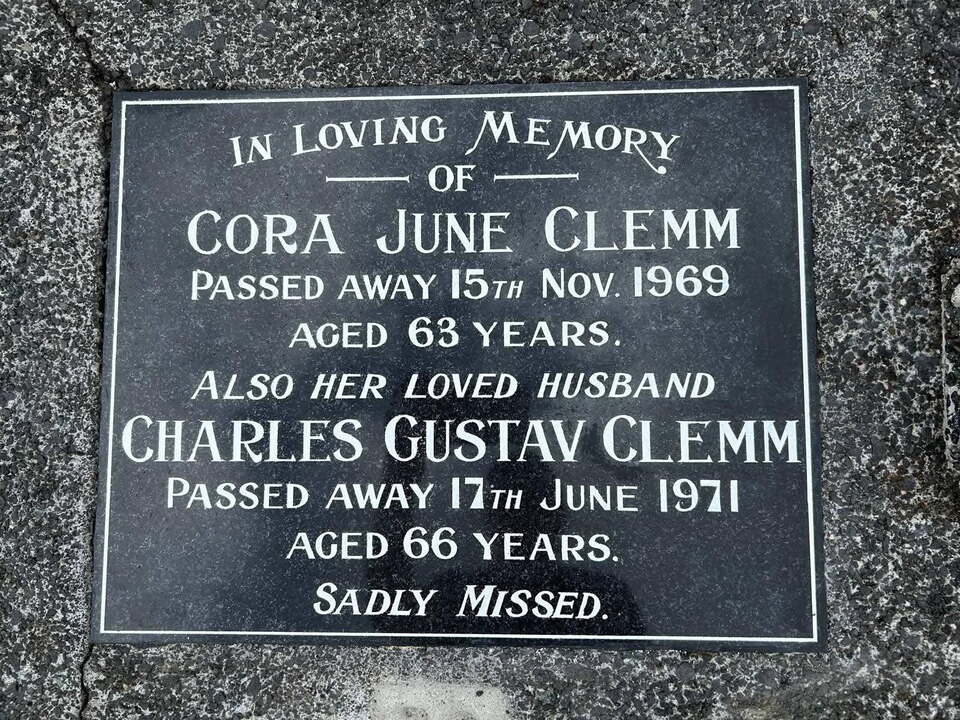 IN LOVING MEMORY
OF
CORA JUNE CLEMM
PASSED AWAY 15TH NOV. 1969
AGED 63 YEARS.
ALSO HER LOVED HUSBAND
CHARLES GUSTAV CLEMM
PASSED AWAY 17TH JUNE 1971
AGED 66 YEARS.
SADLY MISSED.